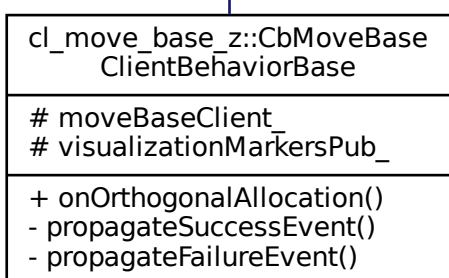 cl_move_base_z::CbMoveBase
ClientBehaviorBase
# moveBaseClient_
# visualizationMarkersPub_
+ onOrthogonalAllocation()
- propagateSuccessEvent()
- propagateFailureEvent()